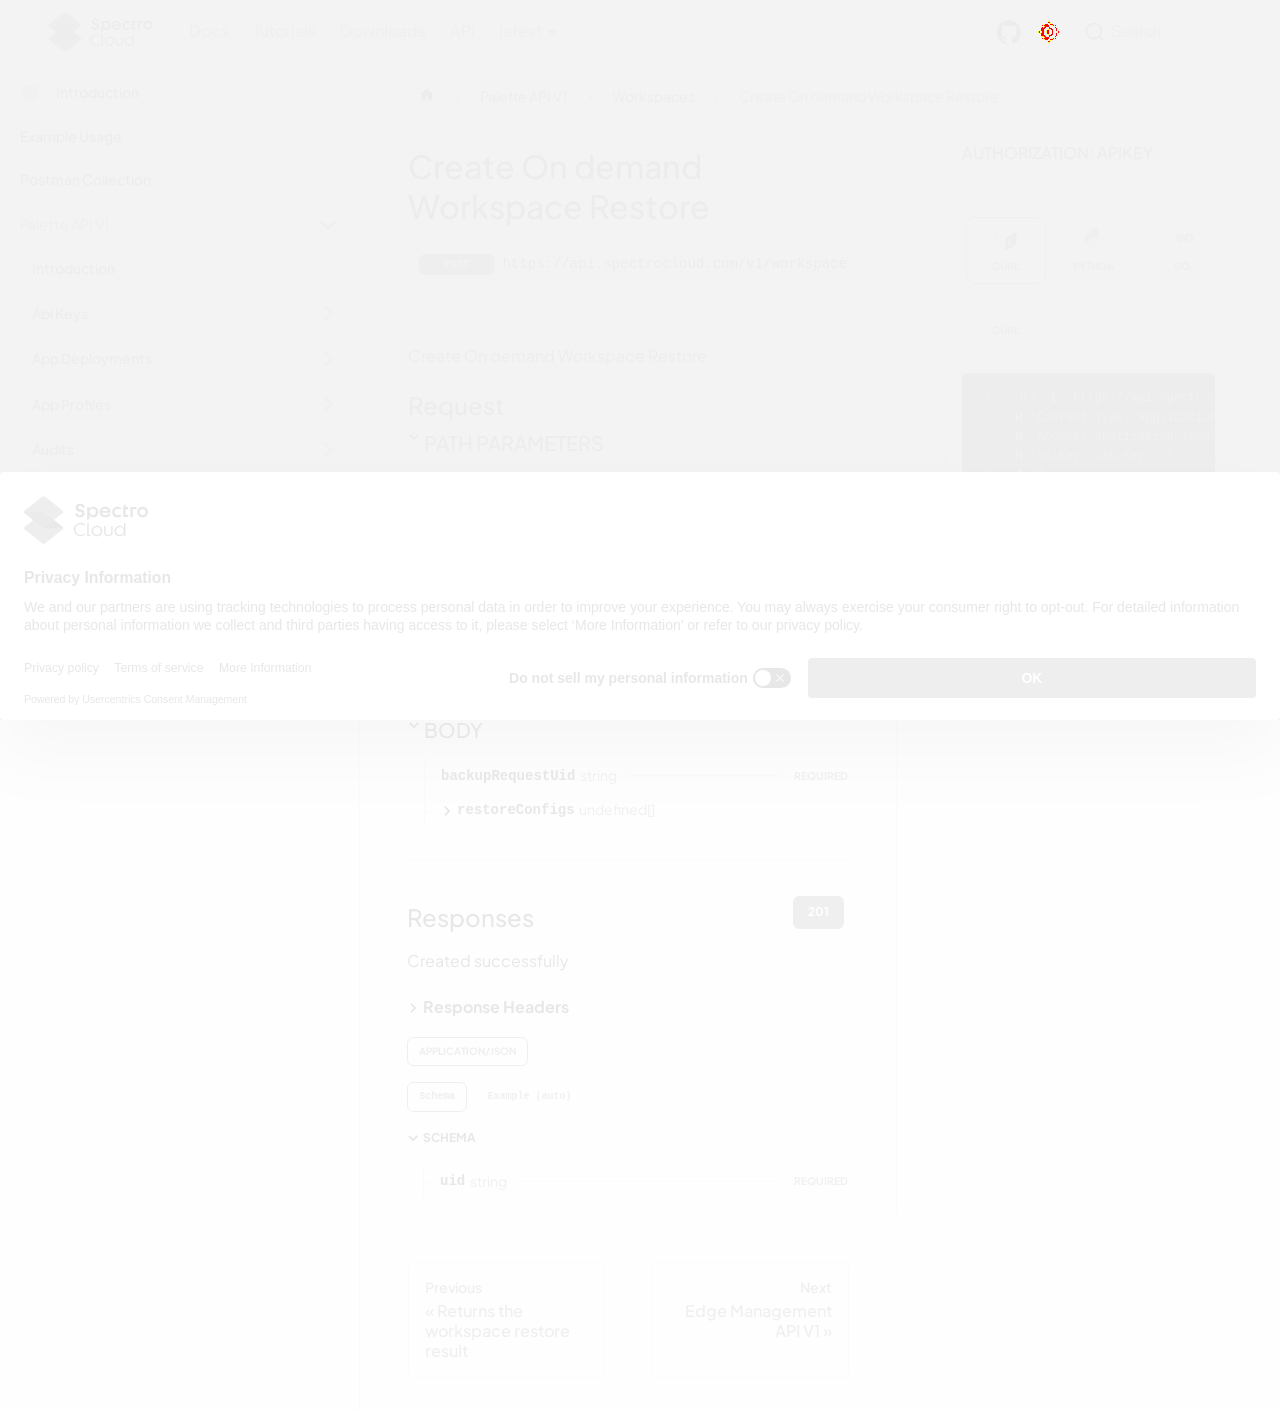 Spectro
Cloud
Docs
Tutorials
Downloads
API
latest
Search
Introduction
Example Usage
Postman Collection
Palette API V1
Introduction
Api Keys
App Deployments
App Profiles
Audits
Palette API V1
Workspaces
Create On demand Workspace Restore
Create On demand
Workspace Restore
POST
https://api.spectrocloud.com/v1/workspace
Create On demand Workspace Restore
Request
PATH PARAMETERS
AUTHORIZATION: APIKEY
CURL
PYTHON
GO
CURL
Spectro
Cloud
Privacy Information
We and our partners are using tracking technologies to process personal data in order to improve your experience. You may always exercise your consumer right to opt-out. For detailed information
about personal information we collect and third parties having access to it, please select 'More Information' or refer to our privacy policy.
Privacy policy
Terms of service
More Information
Powered by Usercentrics Consent Management
Do not sell my personal information
OK
BODY
backupRequestUid string
REQUIRED
restoreConfigs undefined[]
Responses
201
Created successfully
Response Headers
APPLICATION/JSON
Schema
Example (auto)
SCHEMA
uid string
REQUIRED
Previous
« Returns the
workspace restore
result
Next
Edge Management
API V1 »